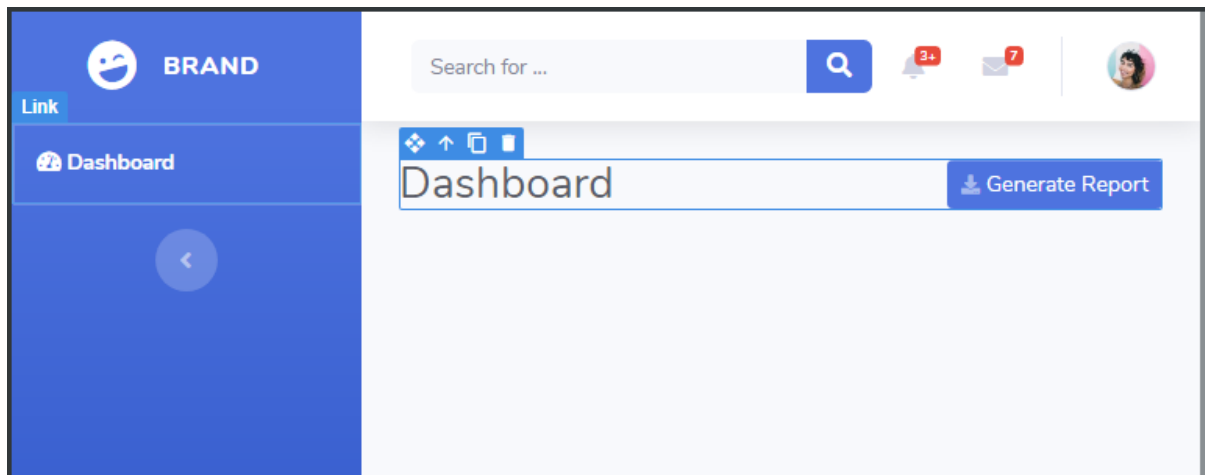 BRAND
Search for ...
3+
7
Link
Dashboard
Dashboard
Generate Report